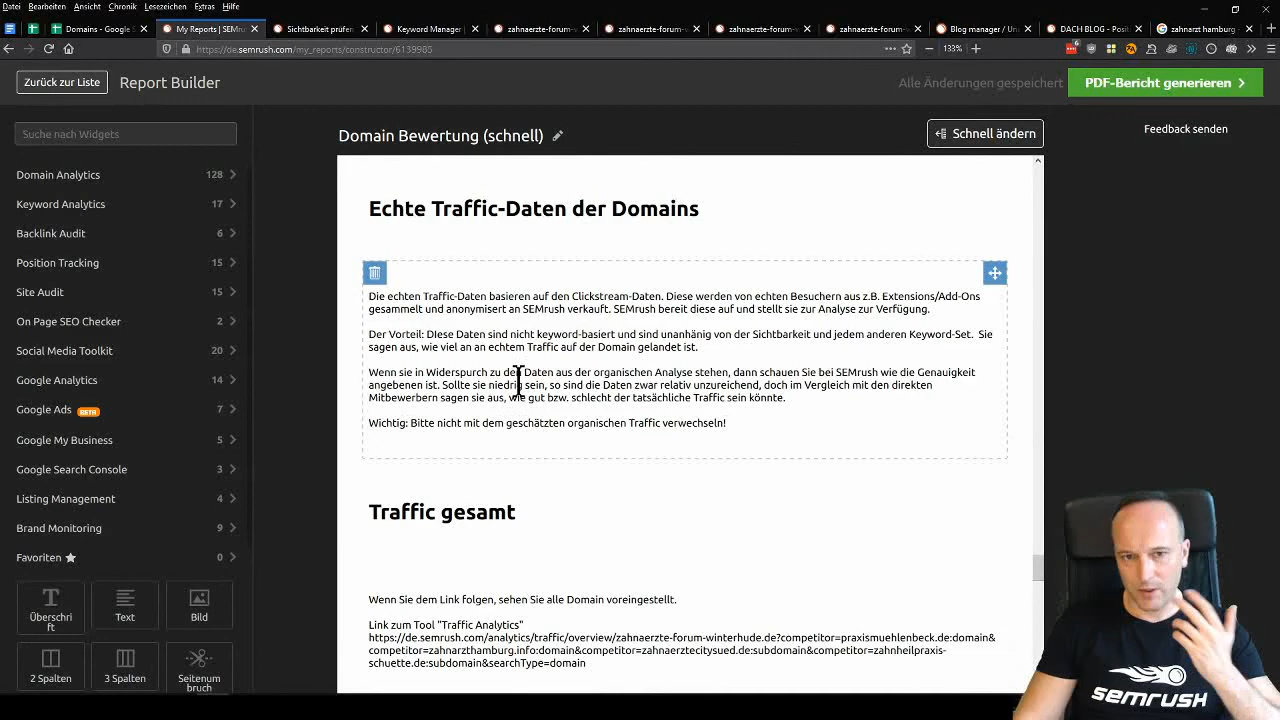 Datei Bearbeiten Ansicht Chronik Lesezeichen Extras Hilfe
Domains - Google S
My Reports | SEMrus
Sichtbarkeit prüfen
Keyword Manager |
zahnaerzte-forum-w
zahnaerzte-forum-w
zahnaerzte-forum-w
zahnaerzte-forum-w
Blog manager / Una
DACH BLOG - Posit
zahnarzt hamburg -
https://de.semrush.com/my_reports/constructor/6139985
133%
Zurück zur Liste
Report Builder
Alle Änderungen gespeichert
PDF-Bericht generieren
Suche nach Widgets
Domain Analytics 128
Keyword Analytics 17
Backlink Audit 6
Position Tracking 15
Site Audit 15
On Page SEO Checker 2
Social Media Toolkit 20
Google Analytics 14
Google Ads BETA 7
Google My Business 5
Google Search Console 3
Listing Management 4
Brand Monitoring 9
Favoriten 0
Überschri
ft
Text
Bild
2 Spalten
3 Spalten
Seitenum
bruch
Domain Bewertung (schnell)
Schnell ändern
Feedback senden
Echte Traffic-Daten der Domains
Die echten Traffic-Daten basieren auf den Clickstream-Daten. Diese werden von echten Besuchern aus z.B. Extensions/Add-Ons
gesammelt und anonymisert an SEMrush verkauft. SEMrush bereit diese auf und stellt sie zur Analyse zur Verfügung.
Der Vorteil: DIese Daten sind nicht keyword-basiert und sind unanhänig von der Sichtbarkeit und jedem anderen Keyword-Set. Sie
sagen aus, wie viel an an echtem Traffic auf der Domain gelandet ist.
Wenn sie in Widerspurch zu den Daten aus der organischen Analyse stehen, dann schauen Sie bei SEMrush wie die Genauigkeit
angebenen ist. Sollte sie niedrig sein, so sind die Daten zwar relativ unzureichend, doch im Vergleich mit den direkten
Mitbewerbern sagen sie aus, wie gut bzw. schlecht der tatsächliche Traffic sein könnte.
Wichtig: Bitte nicht mit dem geschätzten organischen Traffic verwechseln!
Traffic gesamt
Wenn Sie dem Link folgen, sehen Sie alle Domain voreingestellt.
Link zum Tool "Traffic Analytics"
https://de.semrush.com/analytics/traffic/overview/zahnaerzte-forum-winterhude.de?competitor=praxismuehlenbeck.de:domain&
competitor=zahnarzthamburg.info:domain&competitor=zahnaerztecitysued.de:subdomain&competitor=zahnheilpraxis-
schuette.de:subdomain&searchType=domain
semrush